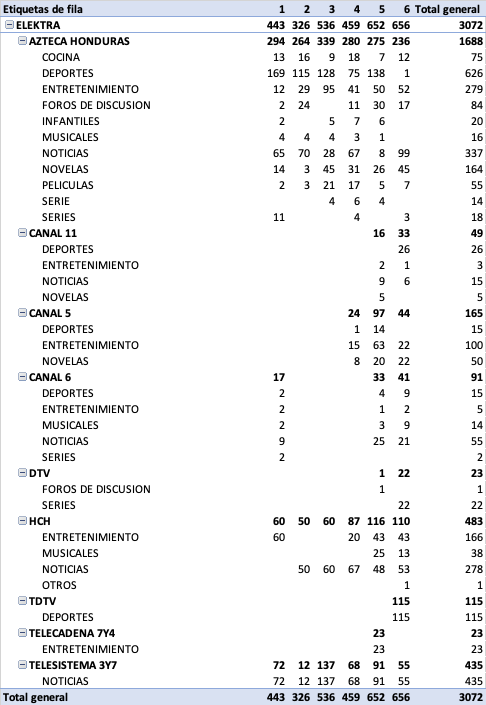 Etiquetas de fila 1 2 3 4 5 6 Total general
ELEKTRA 443 326 536 459 652 656 3072
AZTECA HONDURAS 294 264 339 280 275 236 1688
COCINA 13 16 9 18 7 12 75
DEPORTES 169 115 128 75 138 1 626
ENTRETENIMIENTO 12 29 95 41 50 52 279
FOROS DE DISCUSION 2 24 11 30 17 84
INFANTILES 2 5 7 6 20
MUSICALES 4 4 4 3 1 16
NOTICIAS 65 70 28 67 8 99 337
NOVELAS 14 3 45 31 26 45 164
PELICULAS 2 3 21 17 5 7 55
SERIE 4 6 4 14
SERIES 11 4 3 18
CANAL 11 16 33 49
DEPORTES 26 26
ENTRETENIMIENTO 2 1 3
NOTICIAS 9 6 15
NOVELAS 5 5
CANAL 5 24 97 44 165
DEPORTES 1 14 15
ENTRETENIMIENTO 15 63 22 100
NOVELAS 8 20 22 50
CANAL 6 17 33 41 91
DEPORTES 2 4 9 15
ENTRETENIMIENTO 2 1 2 5
MUSICALES 2 3 9 14
NOTICIAS 9 25 21 55
SERIES 2 2
DTV 1 22 23
FOROS DE DISCUSION 1 1
SERIES 22 22
HCH 60 50 60 87 116 110 483
ENTRETENIMIENTO 60 20 43 43 166
MUSICALES 25 13 38
NOTICIAS 50 60 67 48 53 278
OTROS 1 1
TDTV 115 115
DEPORTES 115 115
TELECADENA 7Y4 23 23
ENTRETENIMIENTO 23 23
TELESISTEMA 3Y7 72 12 137 68 91 55 435
NOTICIAS 72 12 137 68 91 55 435
Total general 443 326 536 459 652 656 3072